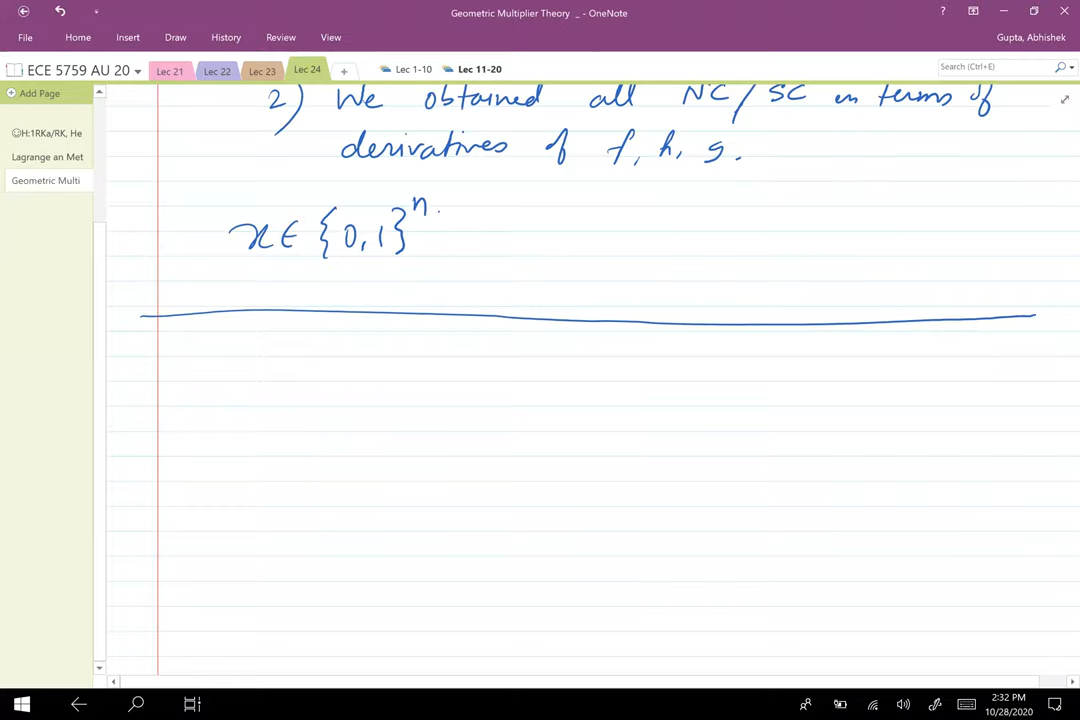 Geometric Multiplier Theory _ - OneNote
Gupta, Abhishek
File Home Insert Draw History Review View
ECE 5759 AU 20
Lec 21 Lec 22 Lec 23 Lec 24 + Lec 1-10 Lec 11-20
Search (Ctrl+E)
Add Page
☺H:1RKa/RK, He
Lagrange an Met
Geometric Multi
2) We obtained all NC/SC in terms of
derivatives of f, h, g.
x ∈ {0,1}ⁿ.
2:32 PM
10/28/2020